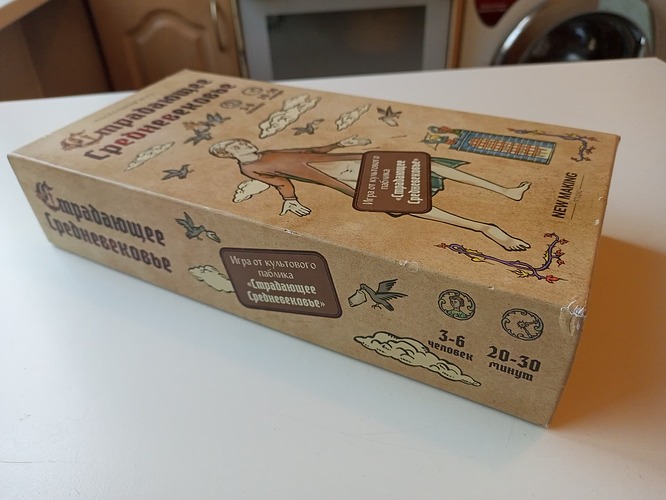 Страдающее
Средневековье
Игра от культового
паблика
«Страдающее
Средневековье»
NEW MAKING
Страдающее
Средневековье
Игра от культового
паблика
«Страдающее
Средневековье»
3-6
человек
20-30
минут